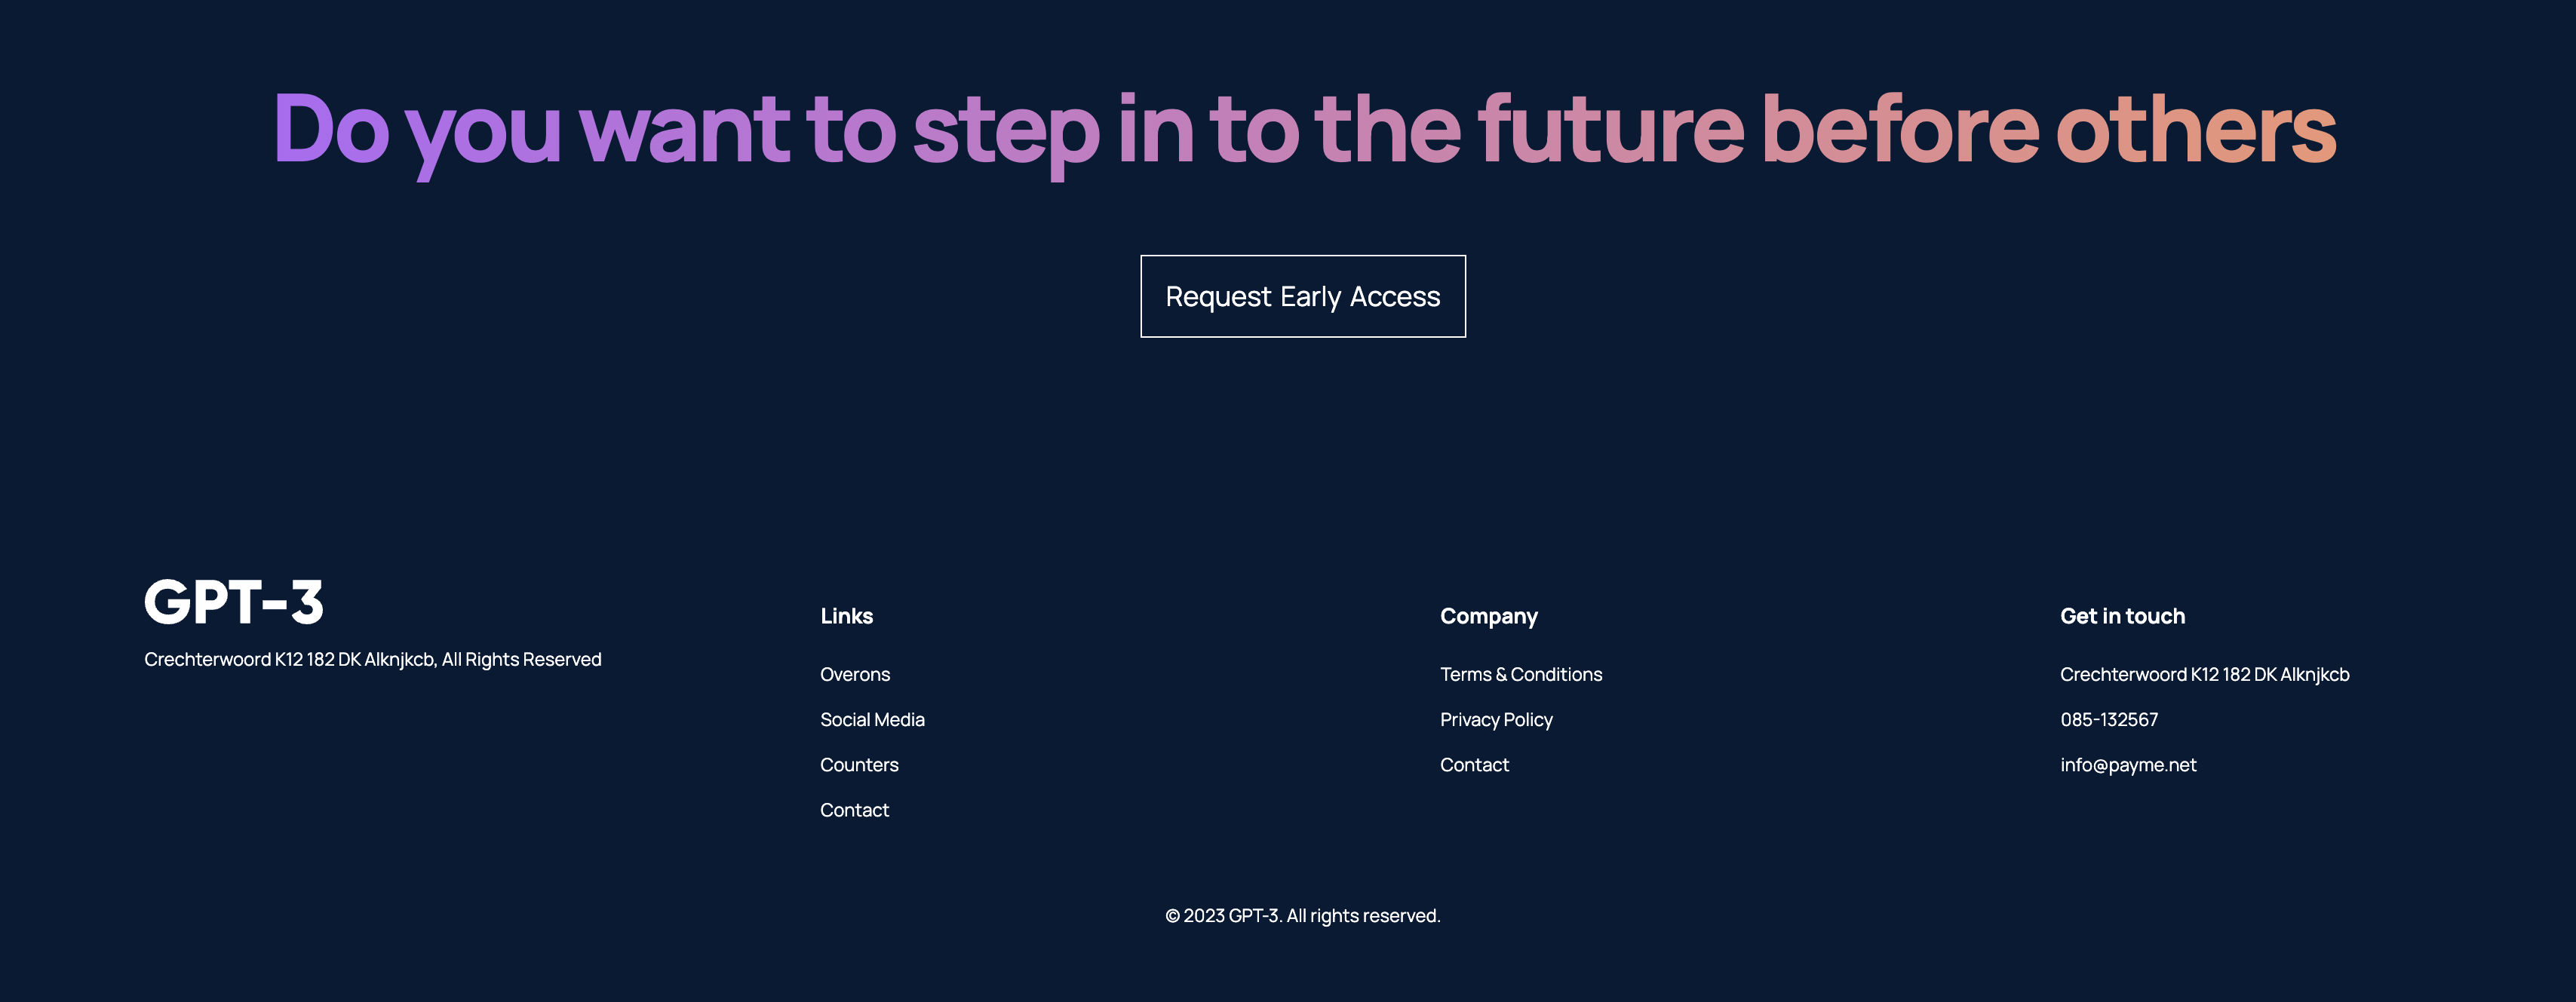 Do you want to step in to the future before others
Request Early Access
GPT-3
Crechterwoord K12 182 DK Alknjkcb, All Rights Reserved
Links
Overons
Social Media
Counters
Contact
Company
Terms & Conditions
Privacy Policy
Contact
Get in touch
Crechterwoord K12 182 DK Alknjkcb
085-132567
info@payme.net
© 2023 GPT-3. All rights reserved.